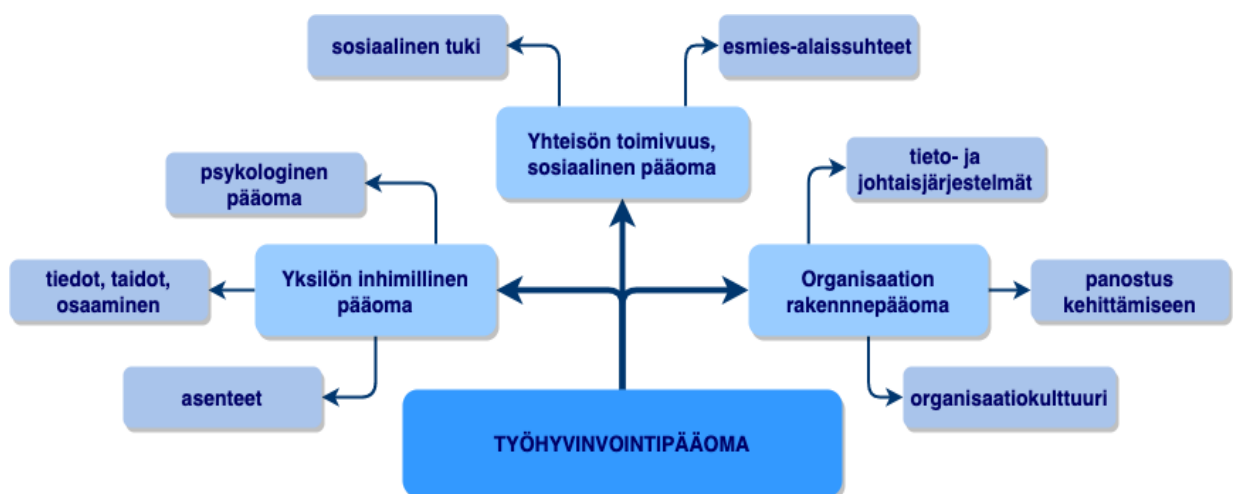 sosiaalinen tuki
esmies-alaissuhteet
Yhteisön toimivuus,
sosiaalinen pääoma
psykologinen
pääoma
tieto- ja
johtaisjärjestelmät
tiedot, taidot,
osaaminen
Yksilön inhimillinen
pääoma
Organisaation
rakennnepääoma
panostus
kehittämiseen
asenteet
organisaatiokulttuuri
TYÖHYVINVOINTIPÄÄOMA